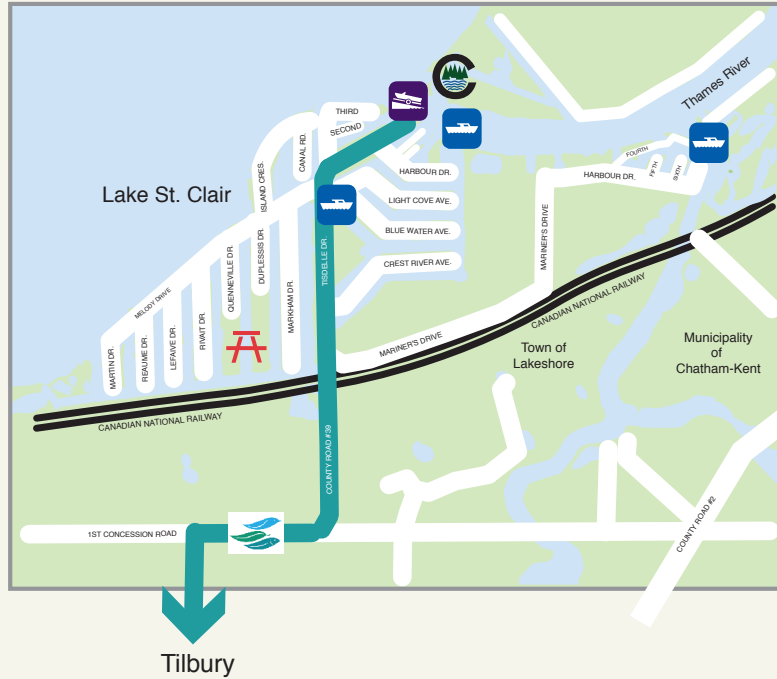 Thames River
THIRD
SECOND
CANAL RD.
ISLAND CRES.
FOURTH
FIFTH
SIXTH
HARBOUR DR.
HARBOUR DR.
Lake St. Clair
LIGHT COVE AVE.
BLUE WATER AVE.
CREST RIVER AVE.
MELODY DRIVE
MARTIN DR.
REAUME DR.
LEFAIVE DR.
RIVAIT DR.
QUENNEVILLE DR.
DUPLESSIS DR.
MARKHAM DR.
TISDELLE DR.
MARINER'S DRIVE
MARINER'S DRIVE
CANADIAN NATIONAL RAILWAY
CANADIAN NATIONAL RAILWAY
Town of
Lakeshore
Municipality
of
Chatham-Kent
COUNTY ROAD #39
1ST CONCESSION ROAD
COUNTY ROAD #2
Tilbury